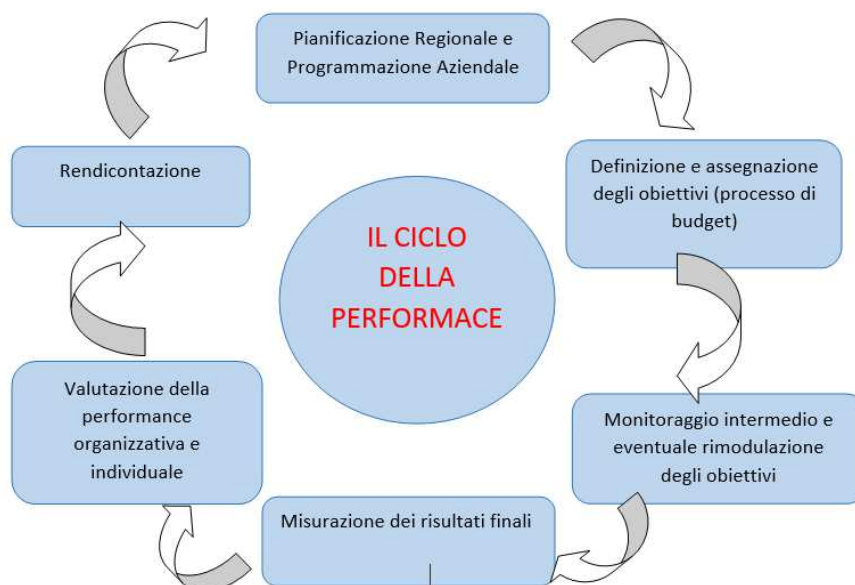 Pianificazione Regionale e
Programmazione Aziendale
Rendicontazione
Definizione e assegnazione
degli obiettivi (processo di
budget)
IL CICLO
DELLA
PERFORMACE
Valutazione della
performance
organizzativa e
individuale
Monitoraggio intermedio e
eventuale rimodulazione
degli obiettivi
Misurazione dei risultati finali